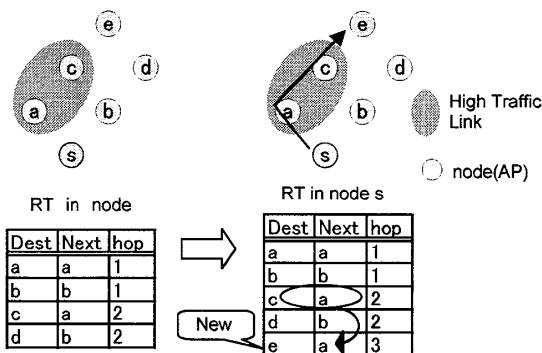 e
c
d
a
b
s
e
c
d
a
b
s
High Traffic
Link
node(AP)
RT in node
Dest Next hop
a a 1
b b 1
c a 2
d b 2
RT in node s
Dest Next hop
a a 1
b b 1
c a 2
d b 2
e a 3
New